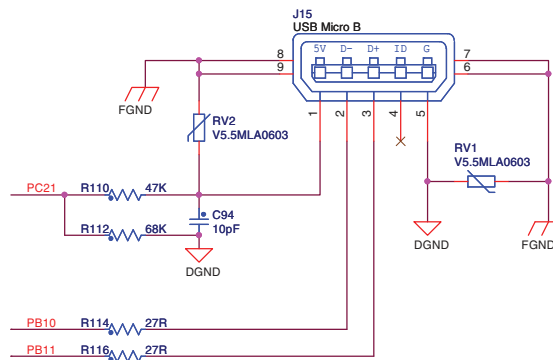 J15
USB Micro B
5V D- D+ ID G
8
9
7
6
1 2 3 4 5
FGND
RV2
V5.5MLA0603
RV1
V5.5MLA0603
PC21 R110 47K
C94
10pF
R112 68K
DGND
DGND
FGND
PB10 R114 27R
PB11 R116 27R